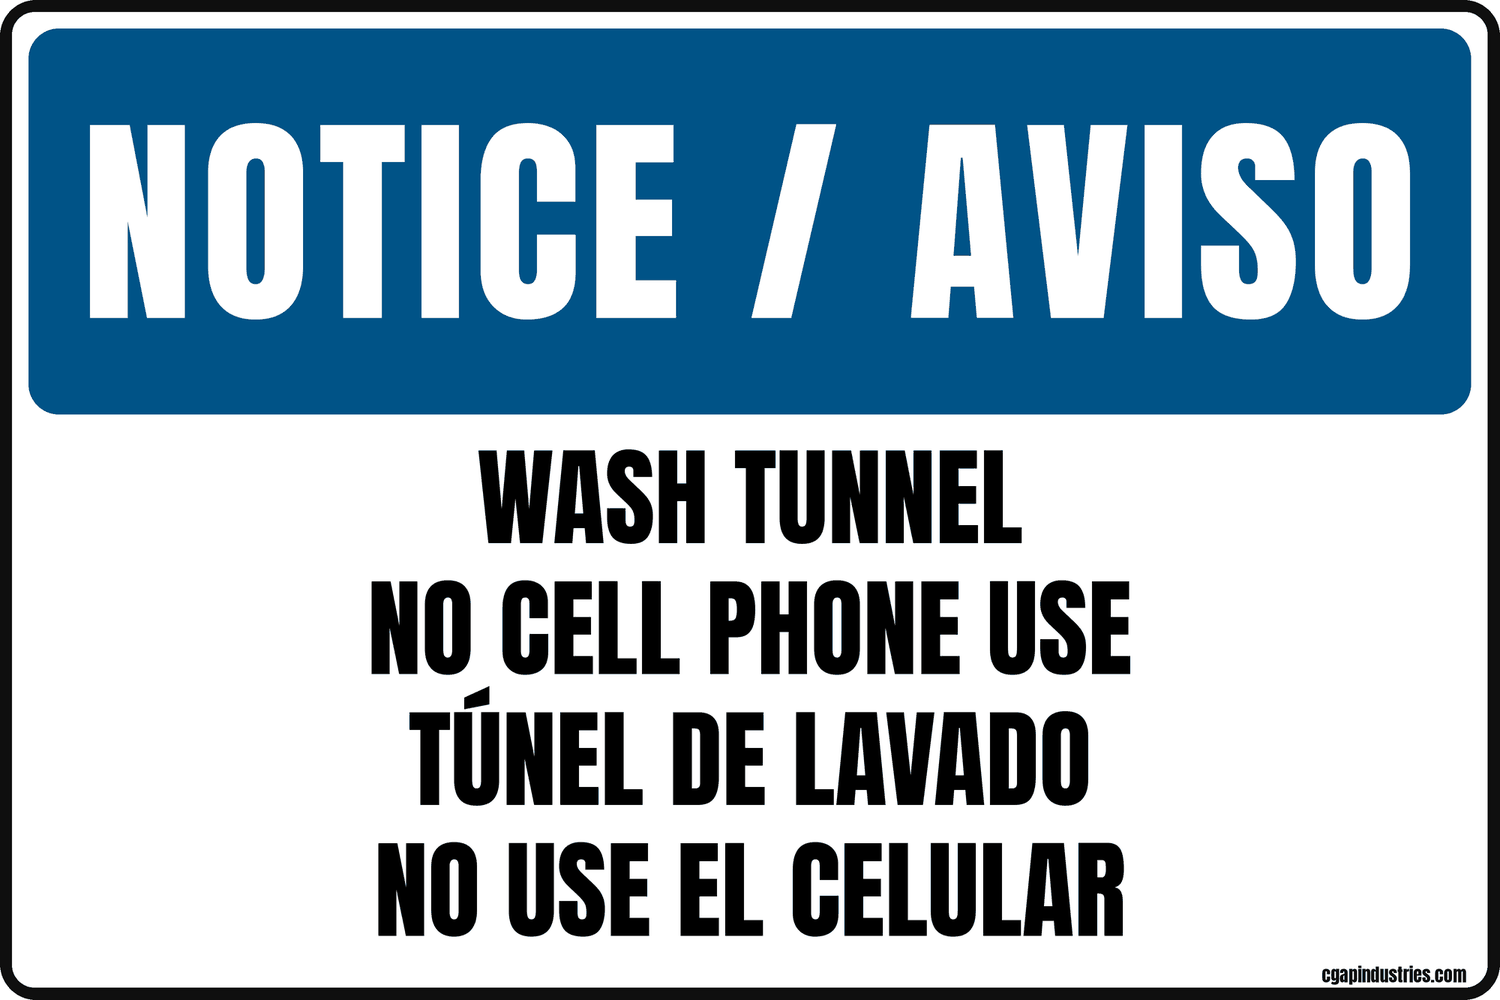 NOTICE / AVISO
WASH TUNNEL
NO CELL PHONE USE
TÚNEL DE LAVADO
NO USE EL CELULAR
cgapindustries.com